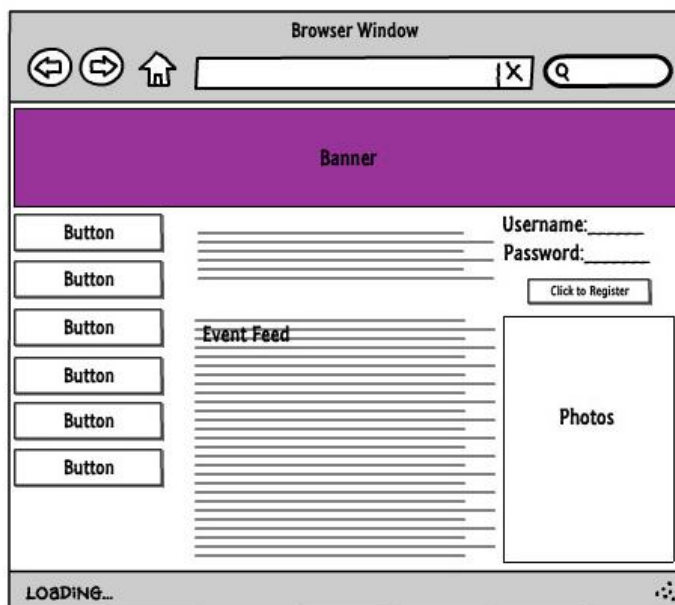 Browser Window
X
Banner
Button
Button
Button
Button
Button
Button
Event Feed
Username:______
Password:_______
Click to Register
Photos
LOADING...